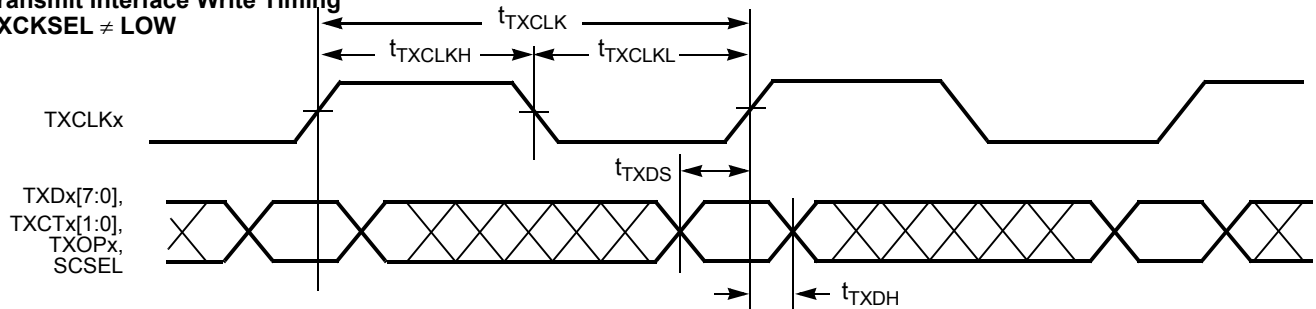 ransmit Interface Write Timing
XCKSEL ≠ LOW
tTXCLK
tTXCLKH
tTXCLKL
TXCLKx
tTXDS
TXDx[7:0],
TXCTx[1:0],
TXOPx,
SCSEL
tTXDH